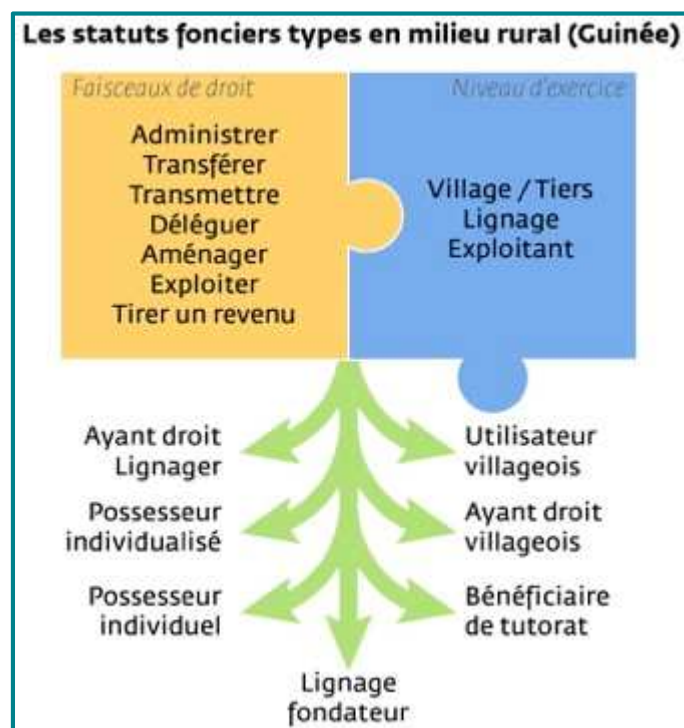 Les statuts fonciers types en milieu rural (Guinée)
Faisceaux de droit
Administrer
Transférer
Transmettre
Déléguer
Aménager
Exploiter
Tirer un revenu
Niveau d'exercice
Village / Tiers
Lignage
Exploitant
Ayant droit
Lignager
Utilisateur
villageois
Possesseur
individualisé
Ayant droit
villageois
Possesseur
individuel
Bénéficiaire
de tutorat
Lignage
fondateur